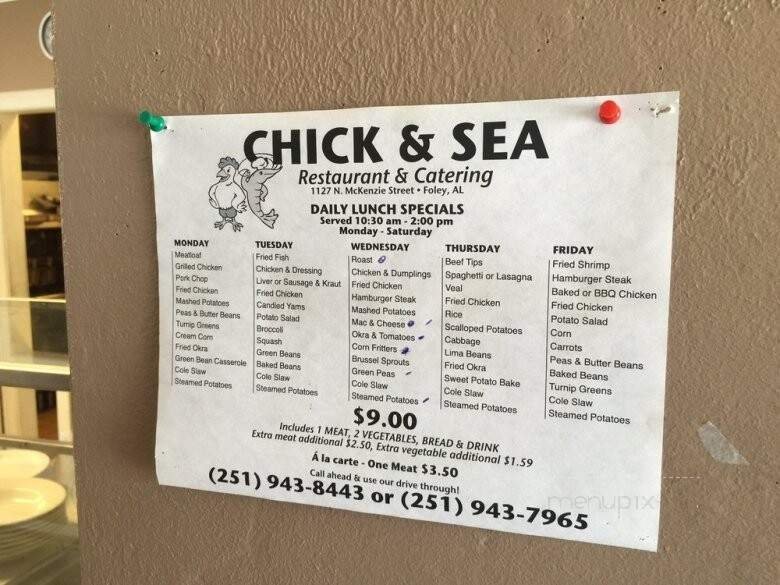 CHICK & SEA
Restaurant & Catering
1127 N. McKenzie Street • Foley, AL
DAILY LUNCH SPECIALS
Served 10:30 am - 2:00 pm
Monday - Saturday
MONDAY
Meatloaf
Grilled Chicken
Pork Chop
Fried Chicken
Mashed Potatoes
Peas & Butter Beans
Turnip Greens
Cream Corn
Fried Okra
Green Bean Casserole
Cole Slaw
Steamed Potatoes
TUESDAY
Fried Fish
Chicken & Dressing
Liver or Sausage & Kraut
Fried Chicken
Candied Yams
Potato Salad
Broccoli
Squash
Green Beans
Baked Beans
Cole Slaw
Steamed Potatoes
WEDNESDAY
Roast
Chicken & Dumplings
Fried Chicken
Hamburger Steak
Mashed Potatoes
Mac & Cheese
Okra & Tomatoes
Corn Fritters
Brussel Sprouts
Green Peas
Cole Slaw
Steamed Potatoes
THURSDAY
Beef Tips
Spaghetti or Lasagna
Veal
Fried Chicken
Rice
Scalloped Potatoes
Cabbage
Lima Beans
Fried Okra
Sweet Potato Bake
Cole Slaw
Steamed Potatoes
FRIDAY
Fried Shrimp
Hamburger Steak
Baked or BBQ Chicken
Fried Chicken
Potato Salad
Corn
Carrots
Peas & Butter Beans
Baked Beans
Turnip Greens
Cole Slaw
Steamed Potatoes
$9.00
Includes 1 MEAT, 2 VEGETABLES, BREAD & DRINK
Extra meat additional $2.50, Extra vegetable additional $1.59
Á la carte - One Meat $3.50
Call ahead & use our drive through!
(251) 943-8443 or (251) 943-7965
menupix